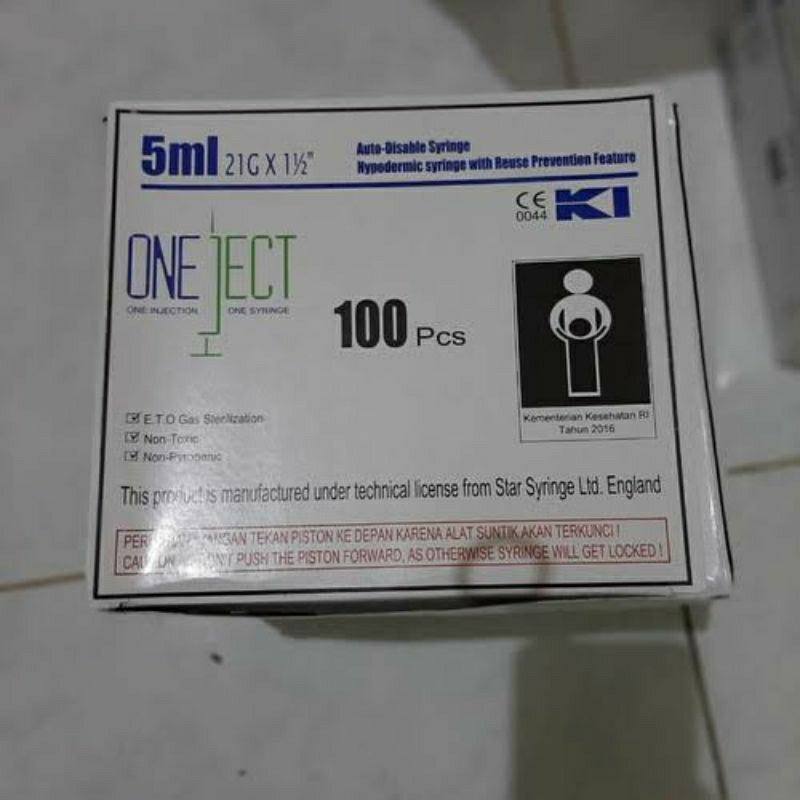 5ml 21G X 1½"
Auto-Disable Syringe
Hypodermic syringe with Reuse Prevention Feature
CE
0044
KI
ONEJECT
ONE INJECTION ONE SYRINGE
100 Pcs
Kementerian Kesehatan RI
Tahun 2016
E.T.O Gas Sterilization
Non-Toxic
Non-Pyrogenic
This product is manufactured under technical license from Star Syringe Ltd. England
JANGAN TEKAN PISTON KE DEPAN KARENA ALAT SUNTIK AKAN TERKUNCI !
PUSH THE PISTON FORWARD, AS OTHERWISE SYRINGE WILL GET LOCKED !